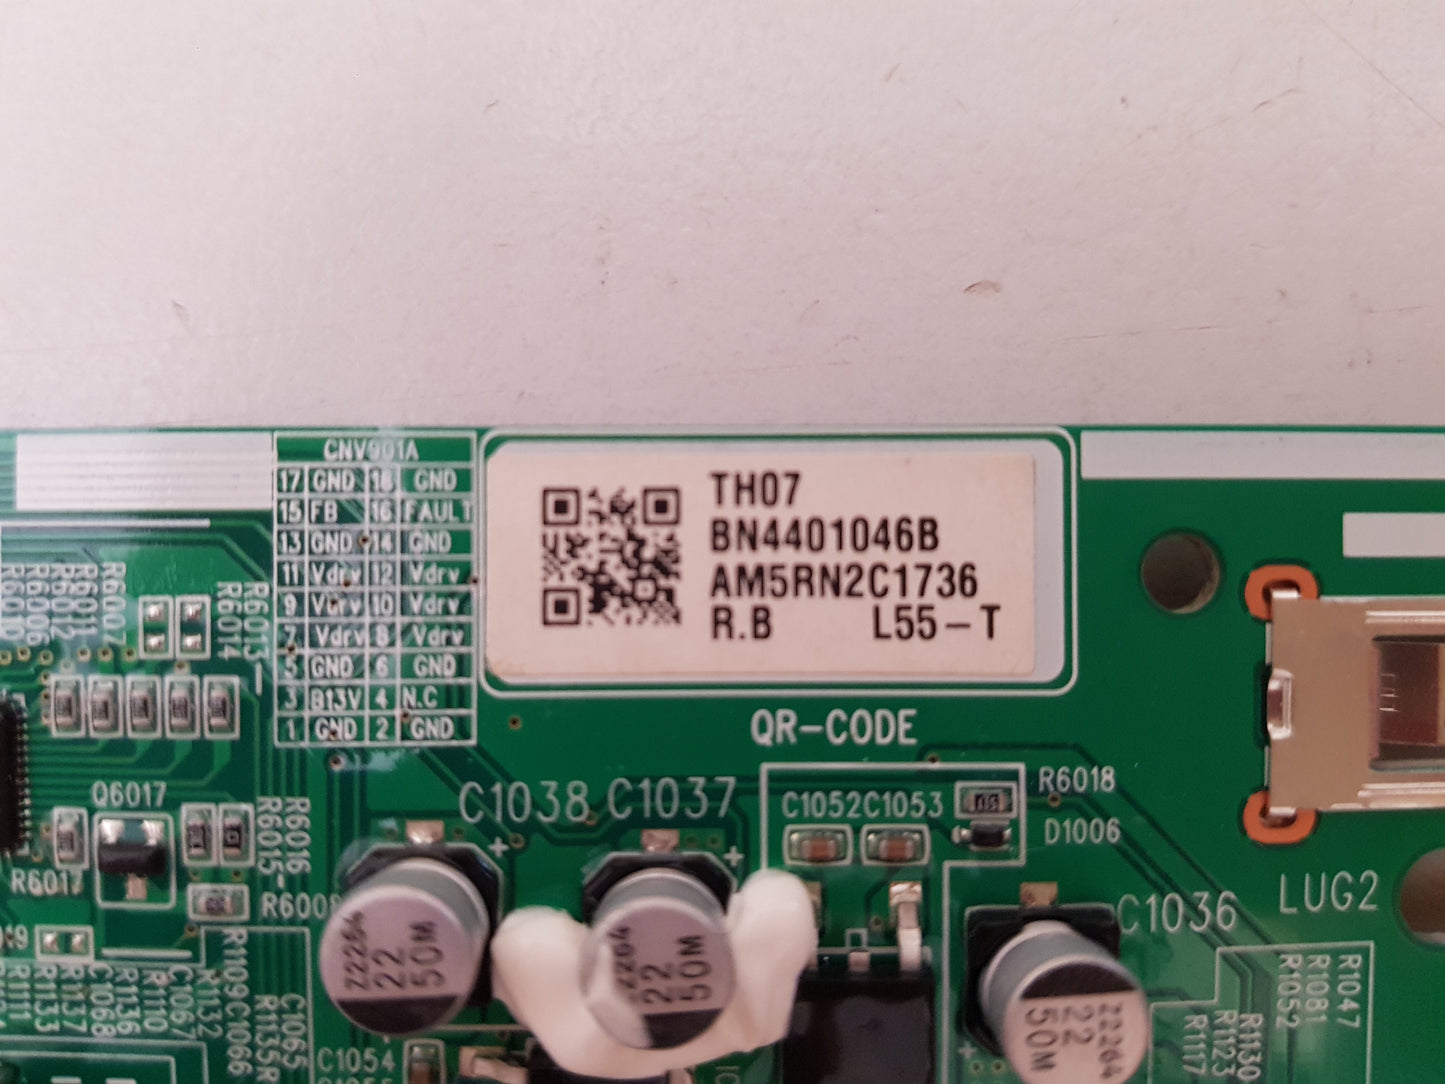 CNV901A
17 GND 18 GND
15 FB 16 FAULT
13 GND 14 GND
11 Vdrv 12 Vdrv
9 Vdrv 10 Vdrv
7 Vdrv 8 Vdrv
5 GND 6 GND
3 B13V 4 N.C
1 GND 2 GND
TH07
BN4401046B
AM5RN2C1736
R.B L55-T
QR-CODE
R6007
R6011
R6012
R6006
R6013
R6014
Q6017
R6017
R6016
R6015
C1038
C1037
C1052
C1053
R6018
D1006
C1036
LUG2
Z2264
22
50M
Z2264
22
50M
Z2264
22
50M
R1111
R1133
R1137
C1068
R1136
R1110
C1067
R1132
R1109
C1066
C1065
R1135
C1054
R1047
R1081
R1052
R1130
R1123
R1117